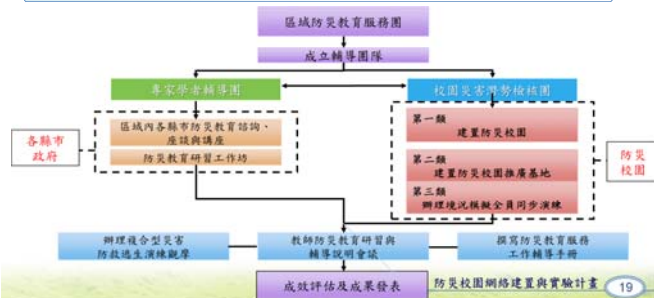 區域防災教育服務團
成立輔導團隊
專家學者輔導團
校園災害潛勢檢核團
區域內各縣市防災教育諮詢、
座談與講座
防災教育研習工作坊
各縣市
政府
第一類
建置防災校園
第二類
建置防災校園推廣基地
第三類
辦理境況模擬全員同步演練
防災
校園
辦理複合型災害
防救逃生演練觀摩
教師防災教育研習與
輔導說明會議
撰寫防災教育服務
工作輔導手冊
成效評估及成果發表
防災校園網絡建置與實驗計畫
19